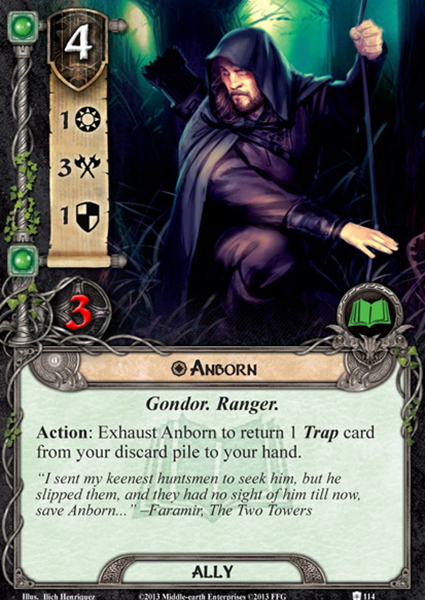 4
1
3
1
3
Anborn
Gondor. Ranger.
Action: Exhaust Anborn to return 1 Trap card
from your discard pile to your hand.
“I sent my keenest huntsmen to seek him, but he
slipped them, and they had no sight of him till now,
save Anborn...” –Faramir, The Two Towers
ALLY
Illus. Ilich Henriquez ©2013 Middle-earth Enterprises ©2013 FFG 114